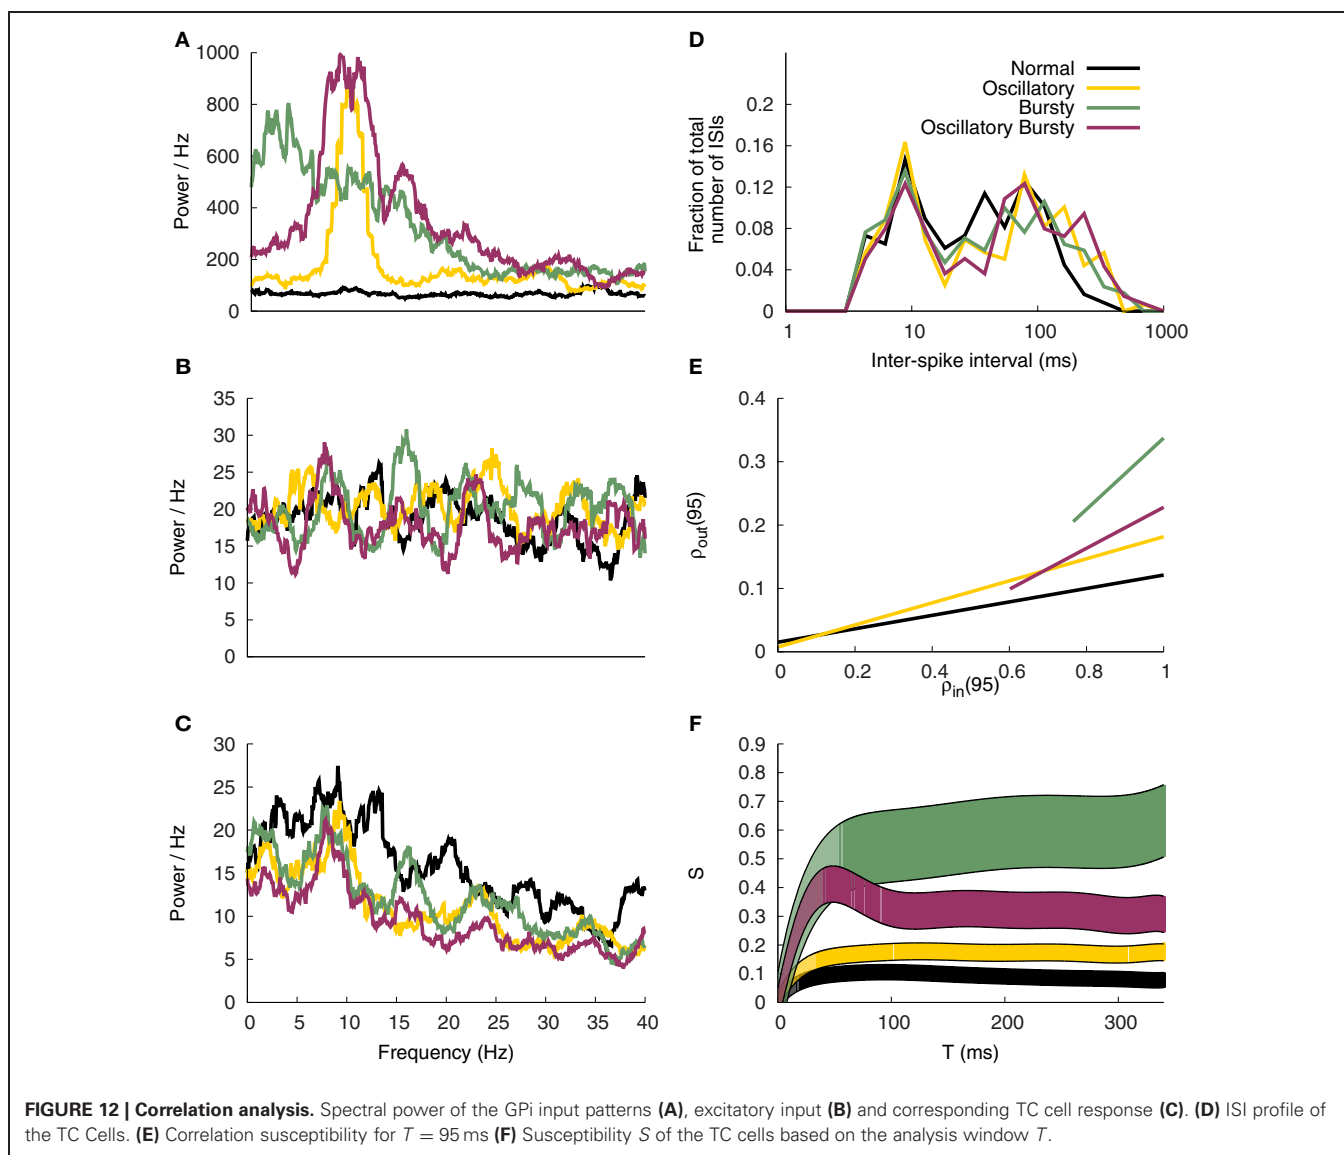 A
1000
800
600
400
200
0
Power / Hz
B
35
30
25
20
15
10
5
0
Power / Hz
C
30
25
20
15
10
5
0
Power / Hz
0 5 10 15 20 25 30 35 40
Frequency (Hz)
D
Normal
Oscillatory
Bursty
Oscillatory Bursty
0.2
0.16
0.12
0.08
0.04
0
Fraction of total
number of ISIs
1 10 100 1000
Inter-spike interval (ms)
E
0.4
0.3
0.2
0.1
0
ρout(95)
0 0.2 0.4 0.6 0.8 1
ρin(95)
F
0.9
0.8
0.7
0.6
0.5
0.4
0.3
0.2
0.1
0
S
0 100 200 300
T (ms)
FIGURE 12 | Correlation analysis. Spectral power of the GPi input patterns (A), excitatory input (B) and corresponding TC cell response (C). (D) ISI profile of
the TC Cells. (E) Correlation susceptibility for T = 95 ms (F) Susceptibility S of the TC cells based on the analysis window T.